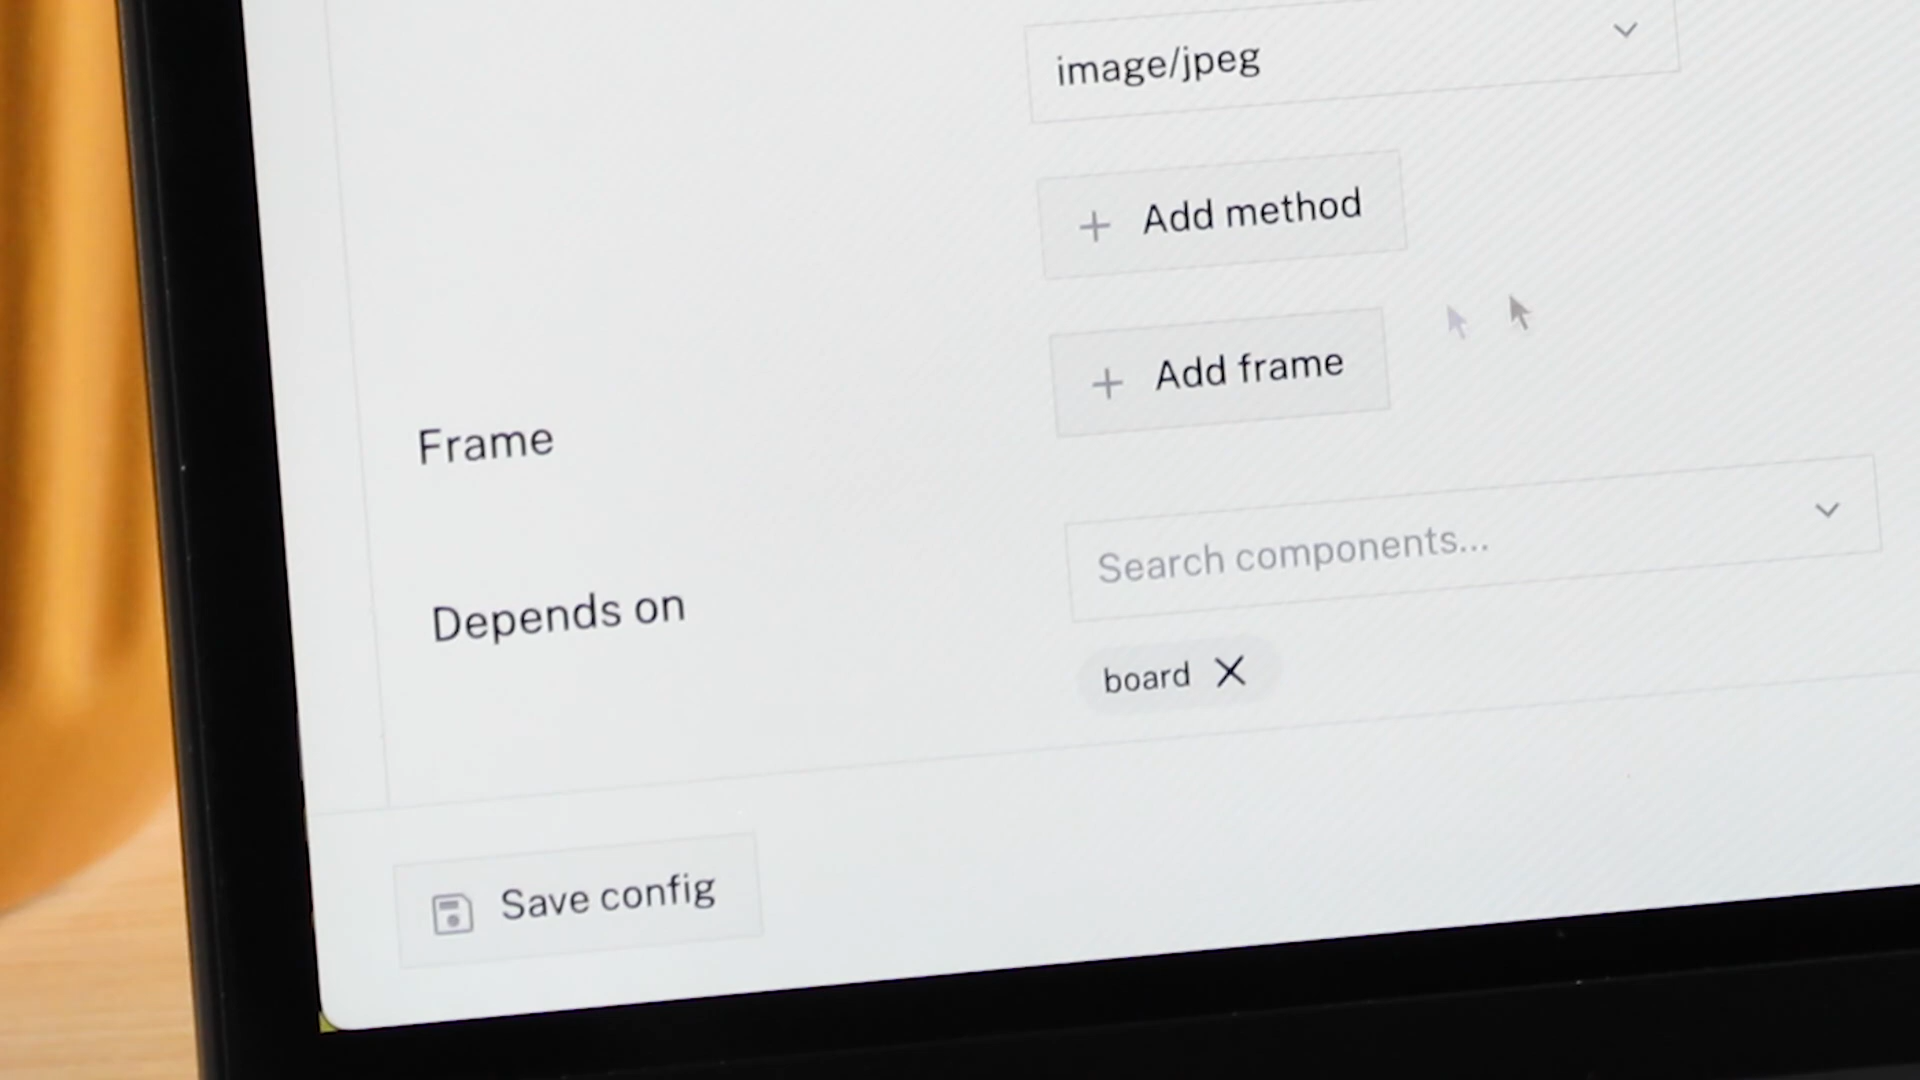 image/jpeg
Add method
Add frame
Frame
Search components...
Depends on
board
Save config